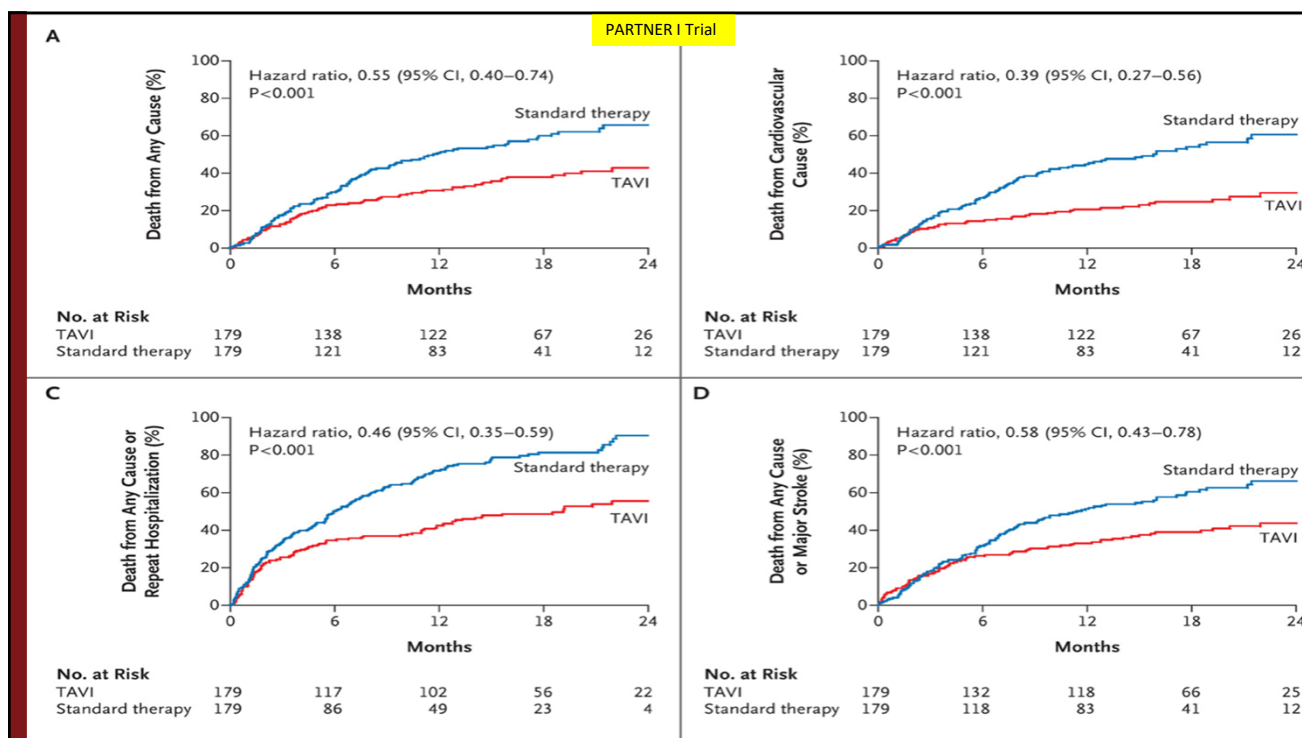 PARTNER I Trial
A
Death from Any Cause (%)
100
80
60
40
20
0
Hazard ratio, 0.55 (95% CI, 0.40–0.74)
P<0.001
Standard therapy
TAVI
0 6 12 18 24
Months
No. at Risk
TAVI 179 138 122 67 26
Standard therapy 179 121 83 41 12
Death from Cardiovascular
Cause (%)
100
80
60
40
20
0
Hazard ratio, 0.39 (95% CI, 0.27–0.56)
P<0.001
Standard therapy
TAVI
0 6 12 18 24
Months
No. at Risk
TAVI 179 138 122 67 26
Standard therapy 179 121 83 41 12
C
Death from Any Cause or
Repeat Hospitalization (%)
100
80
60
40
20
0
Hazard ratio, 0.46 (95% CI, 0.35–0.59)
P<0.001
Standard therapy
TAVI
0 6 12 18 24
Months
No. at Risk
TAVI 179 117 102 56 22
Standard therapy 179 86 49 23 4
D
Death from Any Cause
or Major Stroke (%)
100
80
60
40
20
0
Hazard ratio, 0.58 (95% CI, 0.43–0.78)
P<0.001
Standard therapy
TAVI
0 6 12 18 24
Months
No. at Risk
TAVI 179 132 118 66 25
Standard therapy 179 118 83 41 12